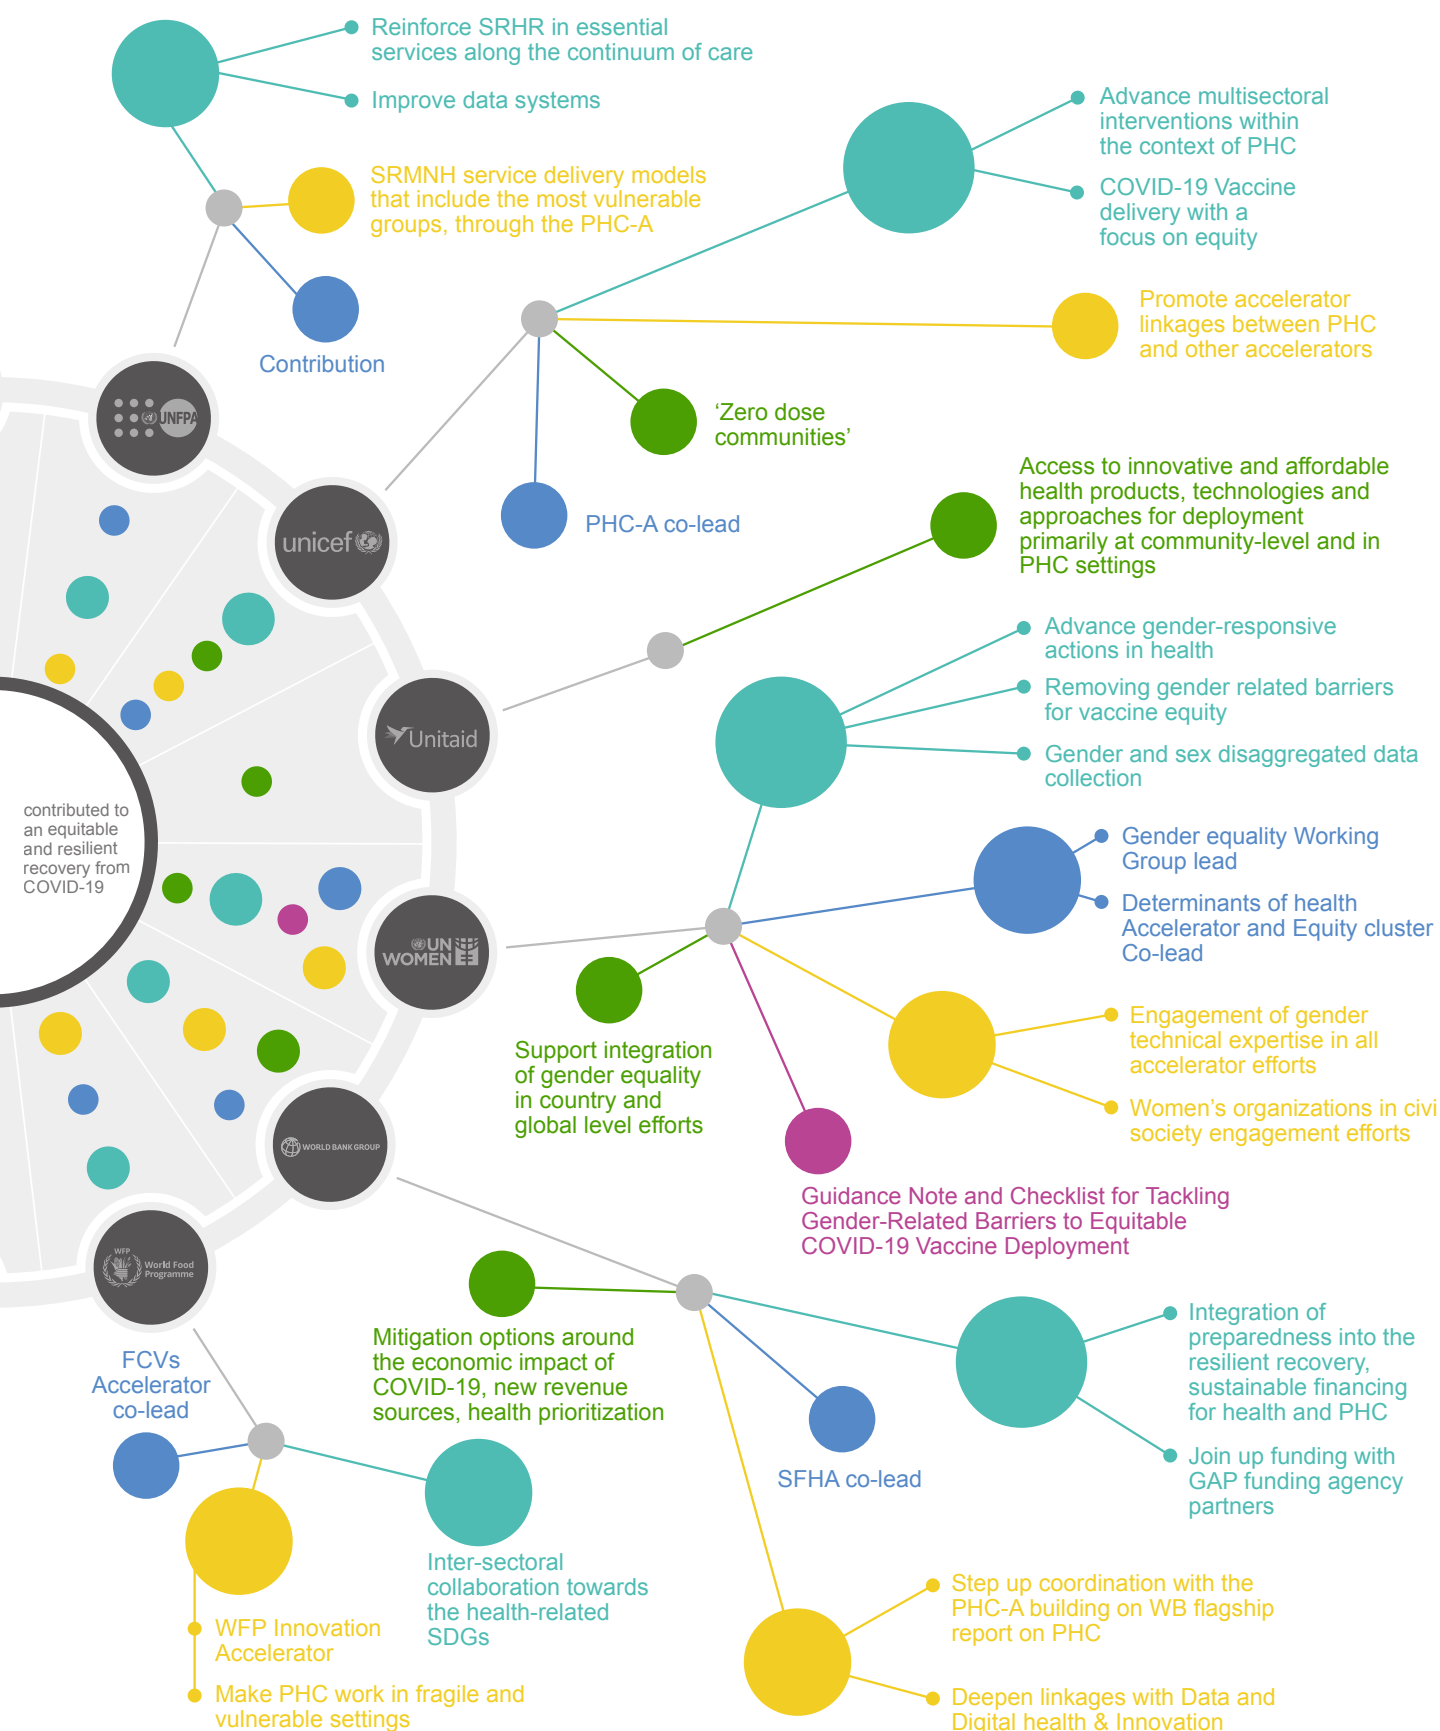 Reinforce SRHR in essential
services along the continuum of care
Improve data systems
SRMNH service delivery models
that include the most vulnerable
groups, through the PHC-A
Contribution
Advance multisectoral
interventions within
the context of PHC
COVID-19 Vaccine
delivery with a
focus on equity
Promote accelerator
linkages between PHC
and other accelerators
'Zero dose
communities'
PHC-A co-lead
UNFPA
unicef
Access to innovative and affordable
health products, technologies and
approaches for deployment
primarily at community-level and in
PHC settings
Unitaid
Advance gender-responsive
actions in health
Removing gender related barriers
for vaccine equity
Gender and sex disaggregated data
collection
contributed to
an equitable
and resilient
recovery from
COVID-19
Gender equality Working
Group lead
Determinants of health
Accelerator and Equity cluster
Co-lead
UN
WOMEN
Support integration
of gender equality
in country and
global level efforts
Engagement of gender
technical expertise in all
accelerator efforts
Women's organizations in civi
society engagement efforts
Guidance Note and Checklist for Tackling
Gender-Related Barriers to Equitable
COVID-19 Vaccine Deployment
WORLD BANK GROUP
WFP
World Food
Programme
Mitigation options around
the economic impact of
COVID-19, new revenue
sources, health prioritization
SFHA co-lead
Integration of
preparedness into the
resilient recovery,
sustainable financing
for health and PHC
Join up funding with
GAP funding agency
partners
FCVs
Accelerator
co-lead
Inter-sectoral
collaboration towards
the health-related
SDGs
WFP Innovation
Accelerator
Make PHC work in fragile and
vulnerable settings
Step up coordination with the
PHC-A building on WB flagship
report on PHC
Deepen linkages with Data and
Digital health & Innovation